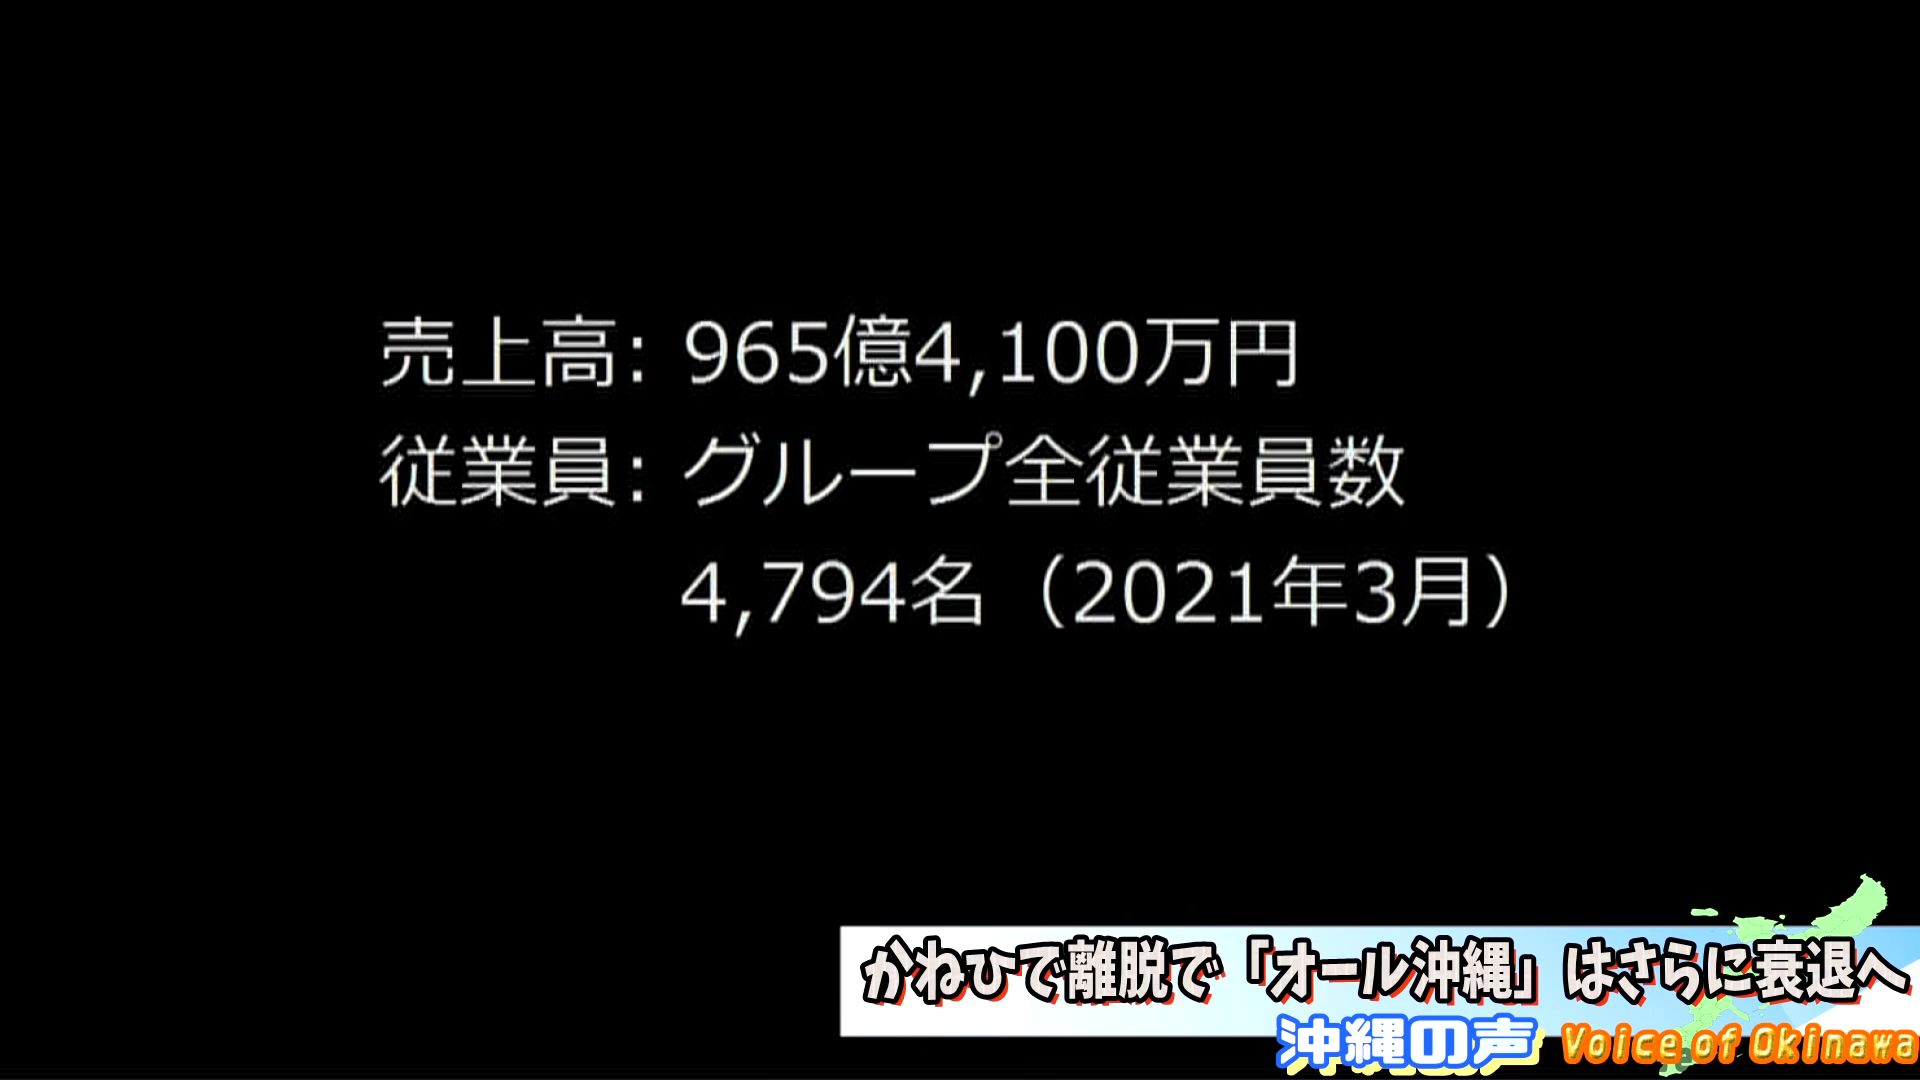 売上高: 965億4,100万円
従業員: グループ全従業員数
4,794名（2021年3月）
かねひで離脱で「オール沖縄」はさらに衰退へ
沖縄の声 Voice of Okinawa